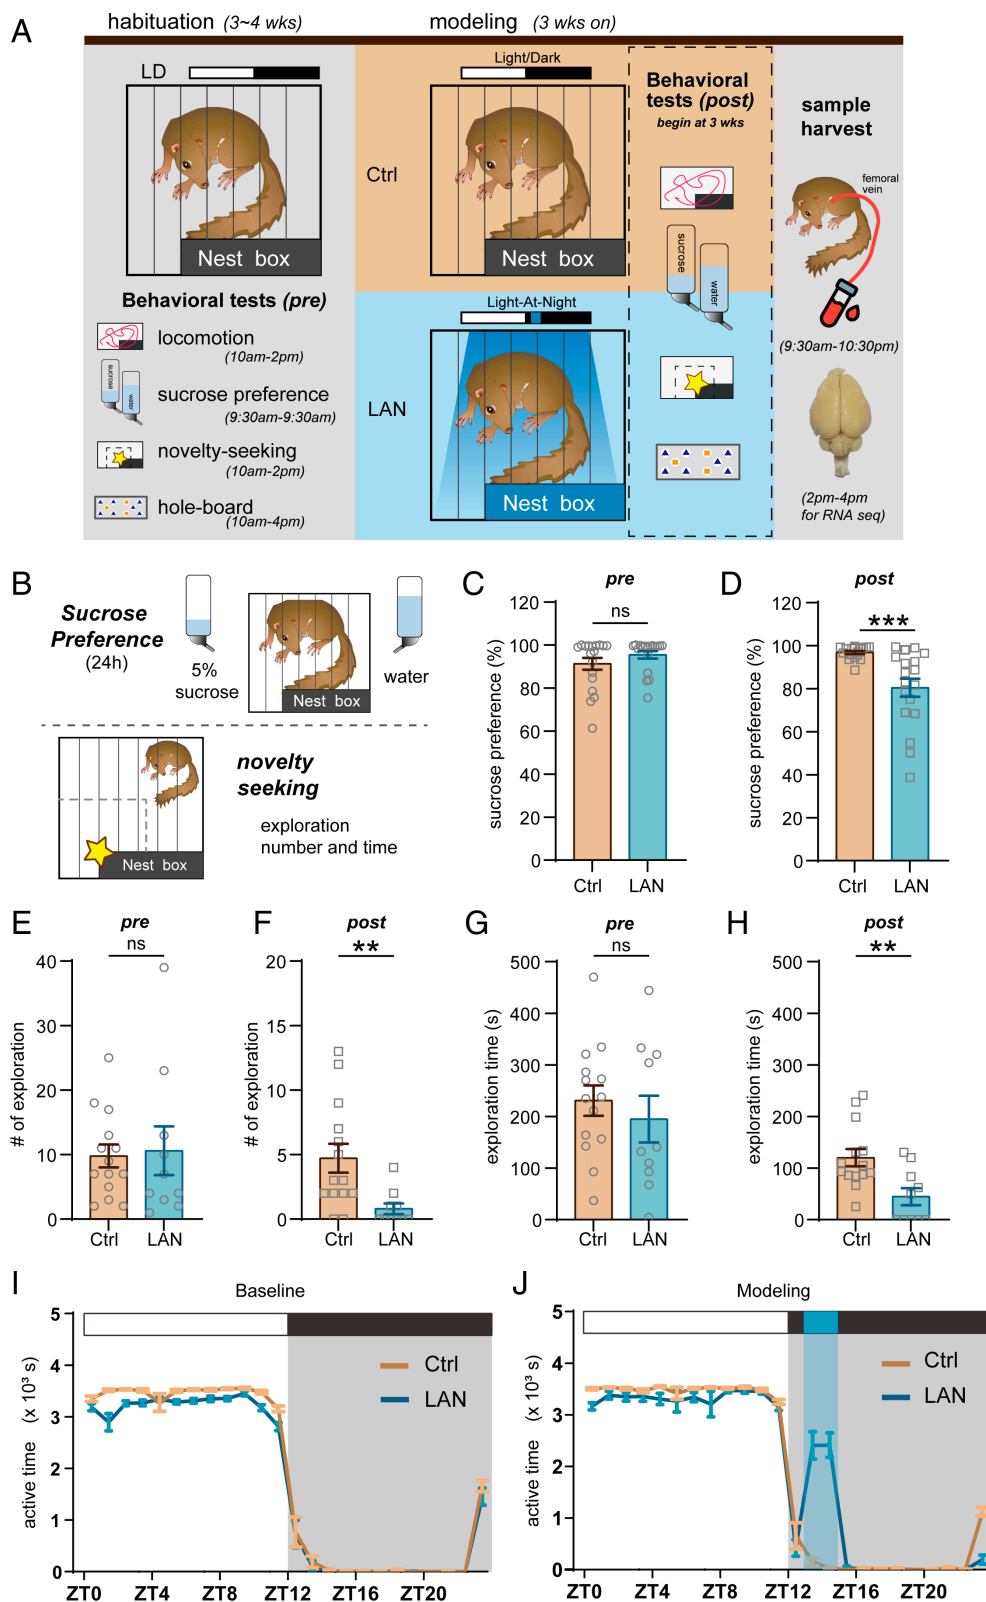 A
habituation (3~4 wks)
modeling (3 wks on)
LD
Light/Dark
Behavioral
tests (post)
begin at 3 wks
sample
harvest
Ctrl
femoral
vein
Nest box
Nest box
sucrose
water
Behavioral tests (pre)
Light-At-Night
locomotion
(10am-2pm)
(9:30am-10:30pm)
sucrose
water
sucrose preference
(9:30am-9:30am)
LAN
novelty-seeking
(10am-2pm)
hole-board
(10am-4pm)
Nest box
(2pm-4pm
for RNA seq)
B
Sucrose
Preference
(24h)
5%
sucrose
water
Nest box
novelty
seeking
exploration
number and time
Nest box
C
pre
ns
sucrose preference (%)
120
100
80
60
40
20
0
Ctrl
LAN
D
post
***
sucrose preference (%)
120
100
80
60
40
20
0
Ctrl
LAN
E
pre
ns
# of exploration
40
30
20
10
0
Ctrl
LAN
F
post
**
# of exploration
20
15
10
5
0
Ctrl
LAN
G
pre
ns
exploration time (s)
500
400
300
200
100
0
Ctrl
LAN
H
post
**
exploration time (s)
500
400
300
200
100
0
Ctrl
LAN
I
Baseline
active time (x 10³ s)
5
4
3
2
1
0
Ctrl
LAN
ZT0 ZT4 ZT8 ZT12 ZT16 ZT20
J
Modeling
active time (x 10³ s)
5
4
3
2
1
0
Ctrl
LAN
ZT0 ZT4 ZT8 ZT12 ZT16 ZT20